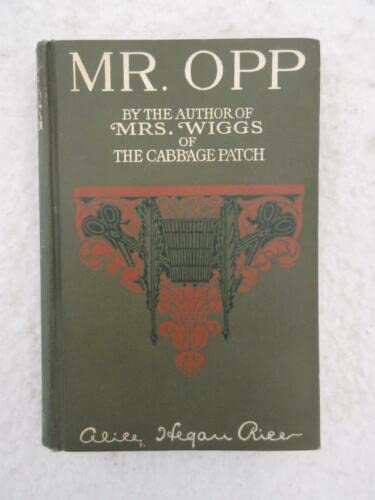 MR. OPP
BY THE AUTHOR OF
MRS. WIGGS
OF
THE CABBAGE PATCH
Alice Hegan Rice